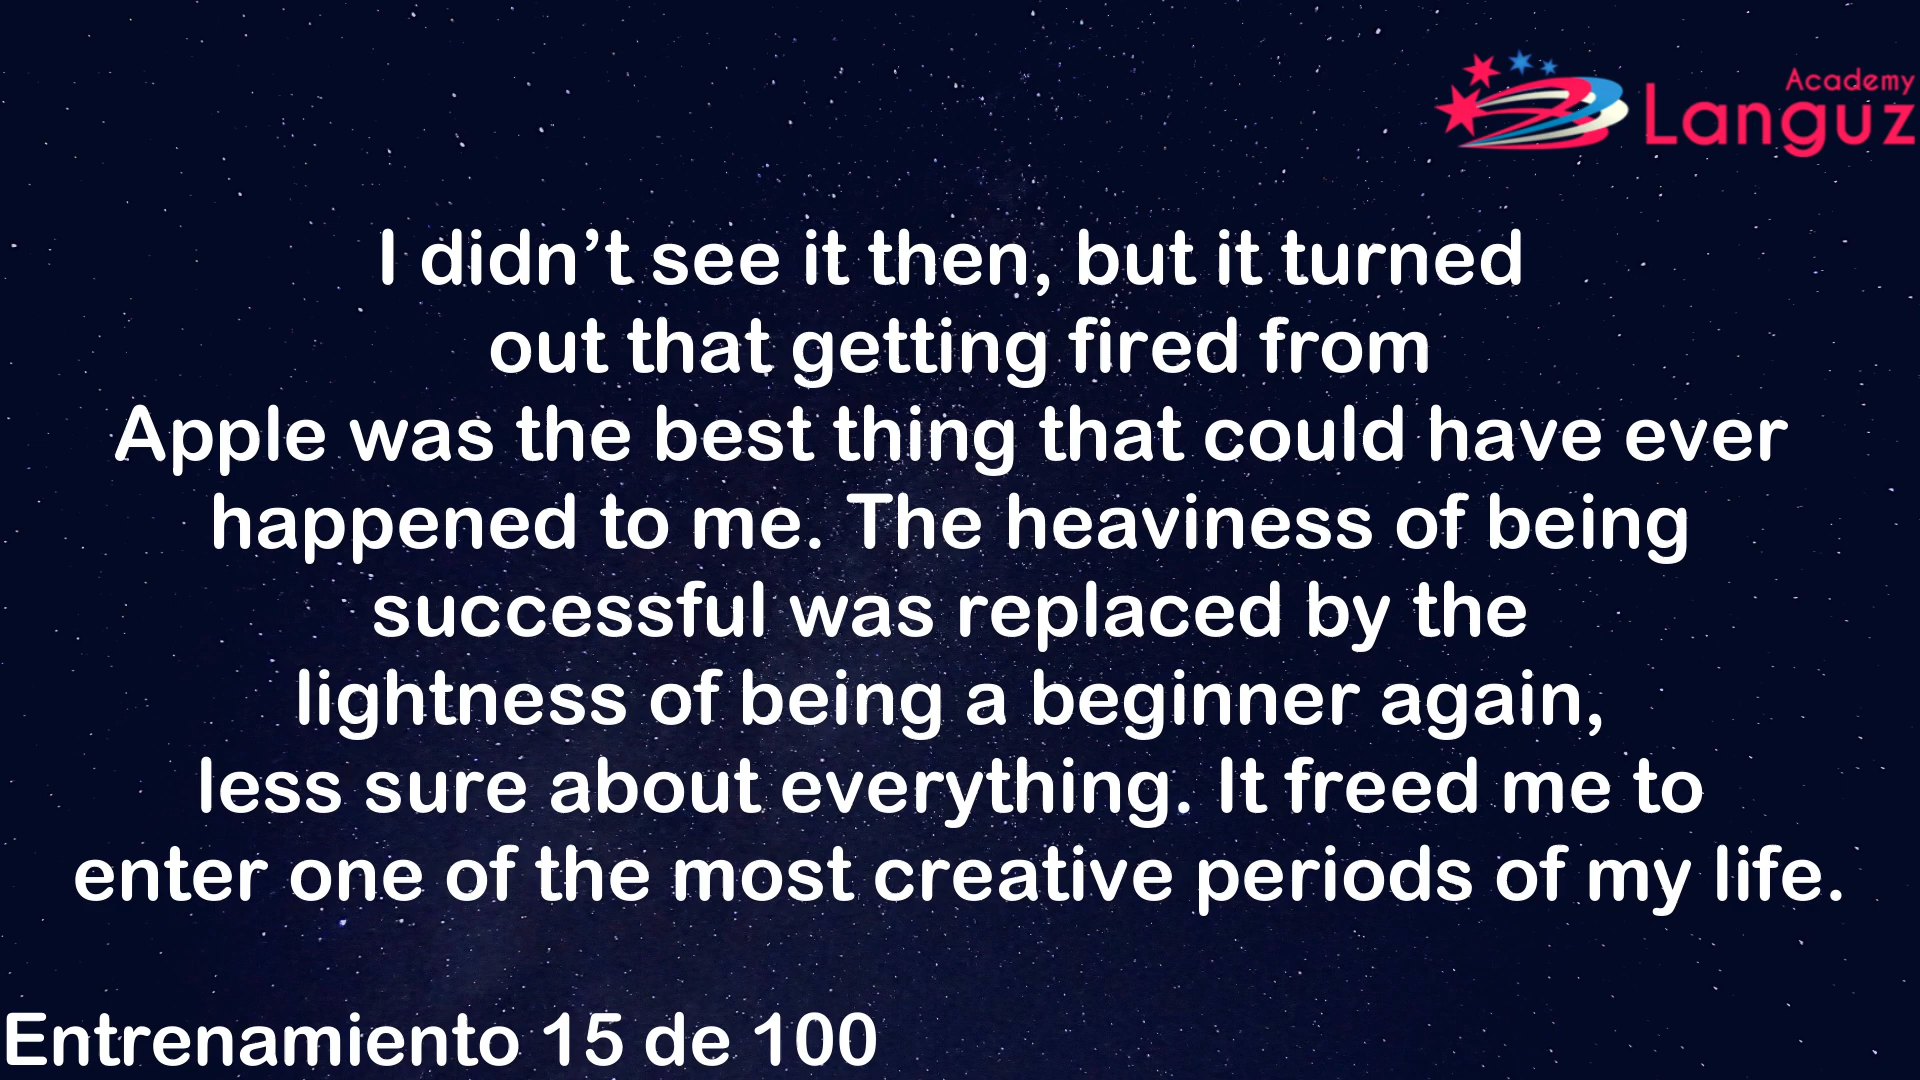 Academy
Languz
I didn’t see it then, but it turned
out that getting fired from
Apple was the best thing that could have ever
happened to me. The heaviness of being
successful was replaced by the
lightness of being a beginner again,
less sure about everything. It freed me to
enter one of the most creative periods of my life.
Entrenamiento 15 de 100